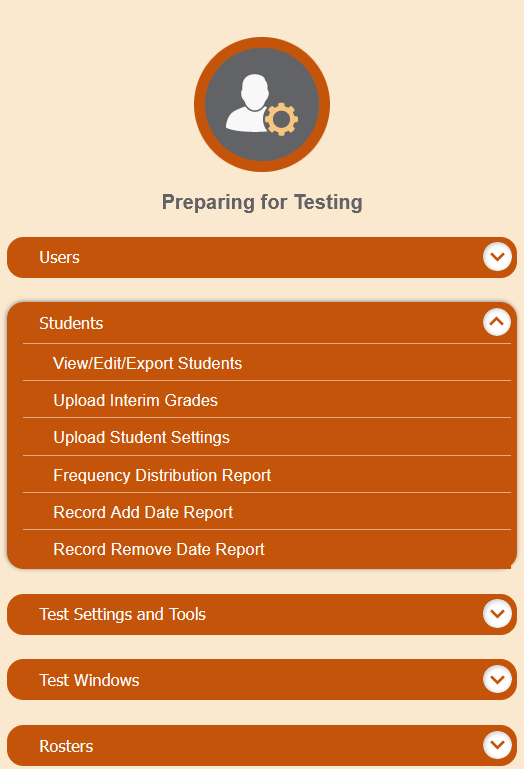 Preparing for Testing
Users
Students
View/Edit/Export Students
Upload Interim Grades
Upload Student Settings
Frequency Distribution Report
Record Add Date Report
Record Remove Date Report
Test Settings and Tools
Test Windows
Rosters